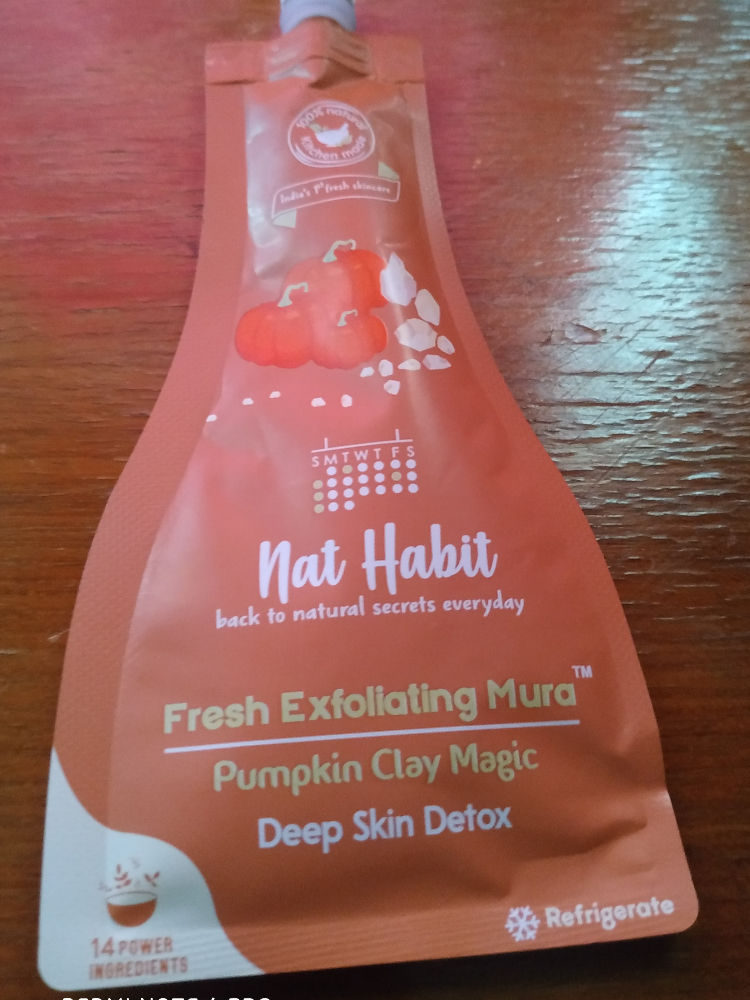 100% natural
Kitchen made
India's 1st fresh skincare
S M T W T F S
Nat Habit
back to natural secrets everyday
Fresh Exfoliating Mura™
Pumpkin Clay Magic
Deep Skin Detox
14 POWER
INGREDIENTS
Refrigerate